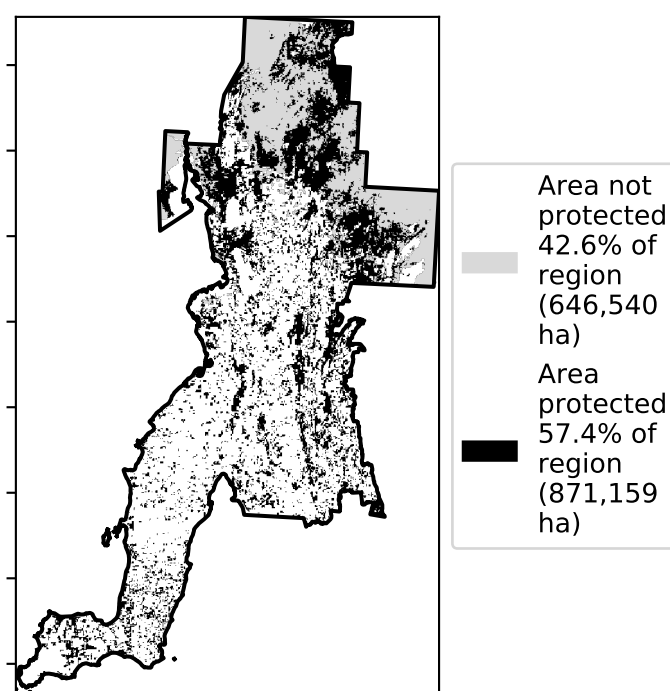 Area not
protected
42.6% of
region
(646,540
ha)
Area
protected
57.4% of
region
(871,159
ha)